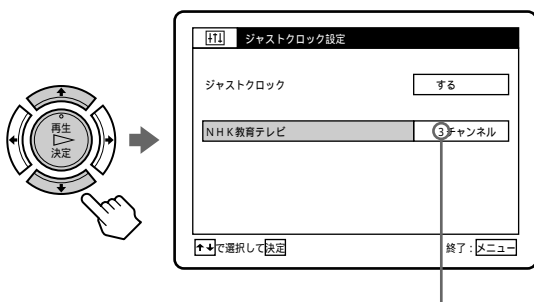 ジャストクロック設定
ジャストクロック する
再生
決定
NHK教育テレビ 3チャンネル
↑↓で選択して決定 終了:メニュー